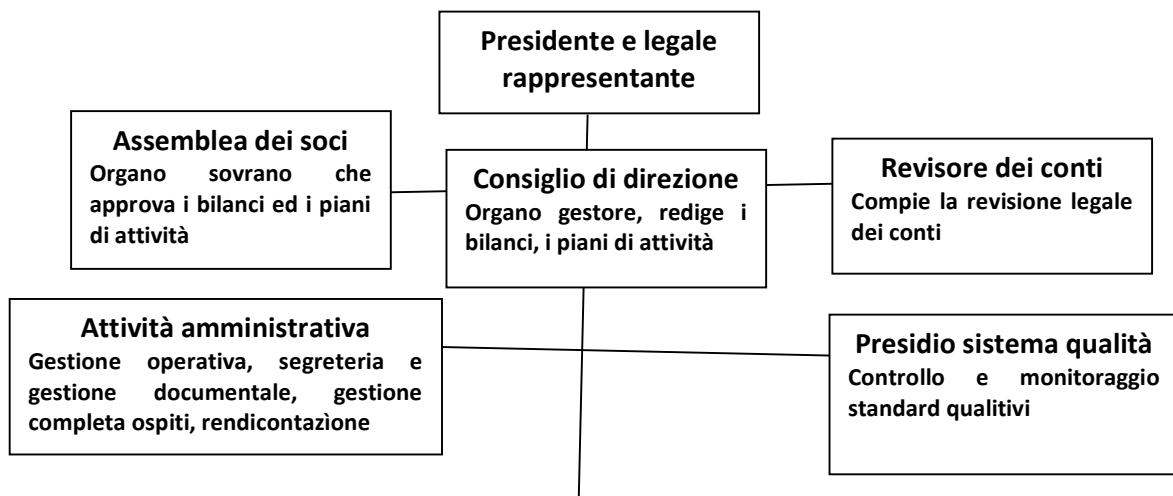 Presidente e legale
rappresentante
Assemblea dei soci
Organo sovrano che
approva i bilanci ed i piani
di attività
Consiglio di direzione
Organo gestore, redige i
bilanci, i piani di attività
Revisore dei conti
Compie la revisione legale
dei conti
Attività amministrativa
Gestione operativa, segreteria e
gestione documentale, gestione
completa ospiti, rendicontazìone
Presidio sistema qualità
Controllo e monitoraggio
standard qualitivi